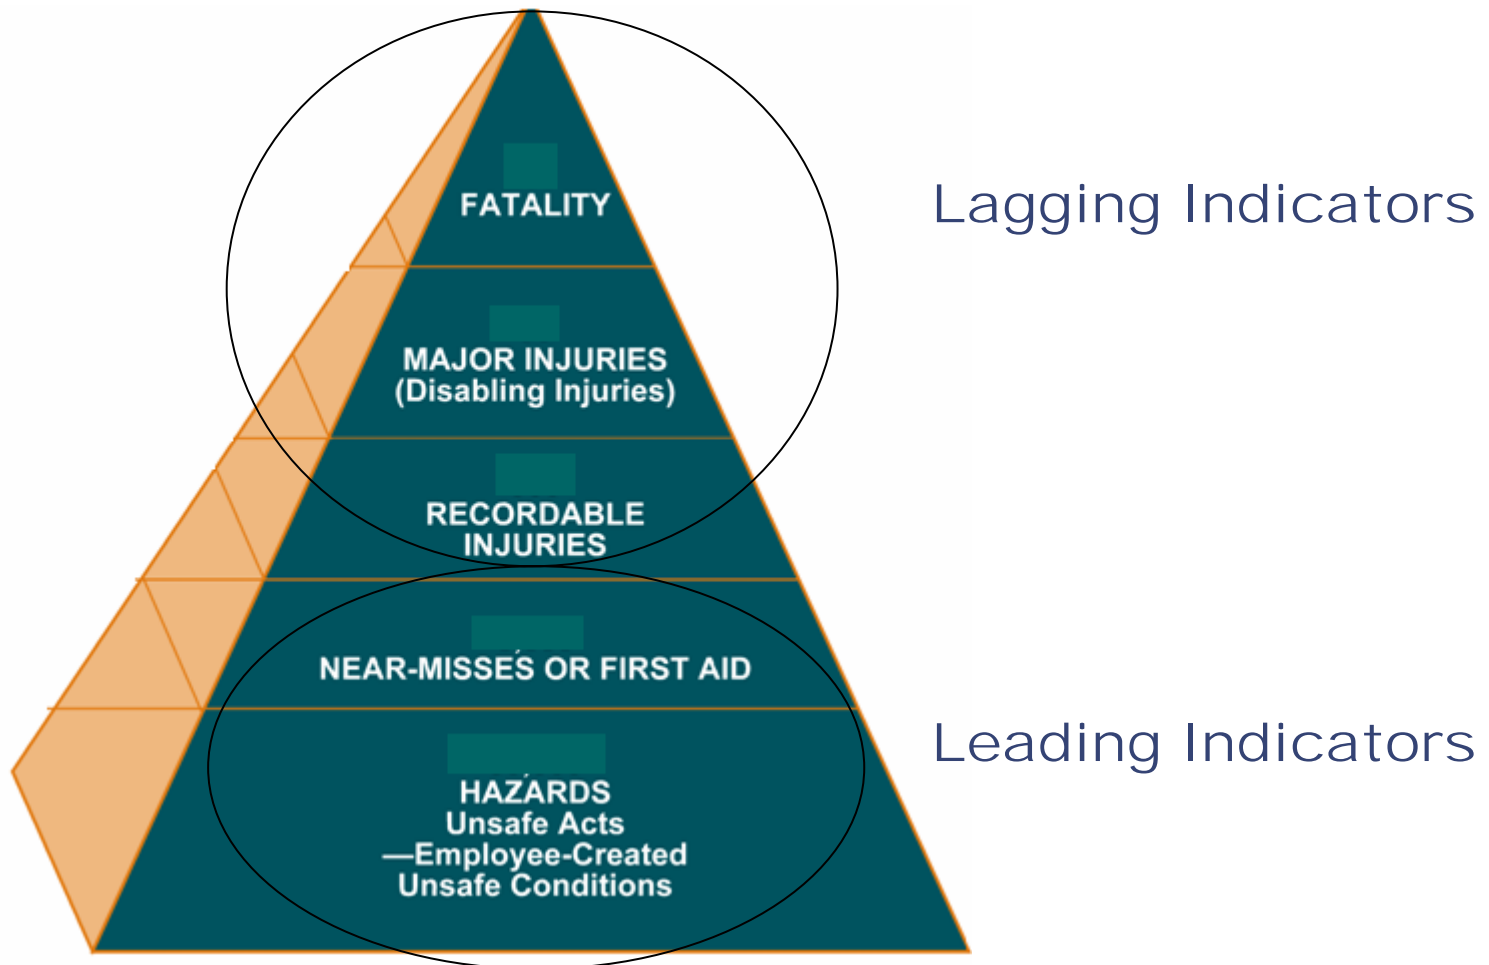 FATALITY
Lagging Indicators
MAJOR INJURIES
(Disabling Injuries)
RECORDABLE
INJURIES
NEAR-MISSES OR FIRST AID
Leading Indicators
HAZARDS
Unsafe Acts
—Employee-Created
Unsafe Conditions